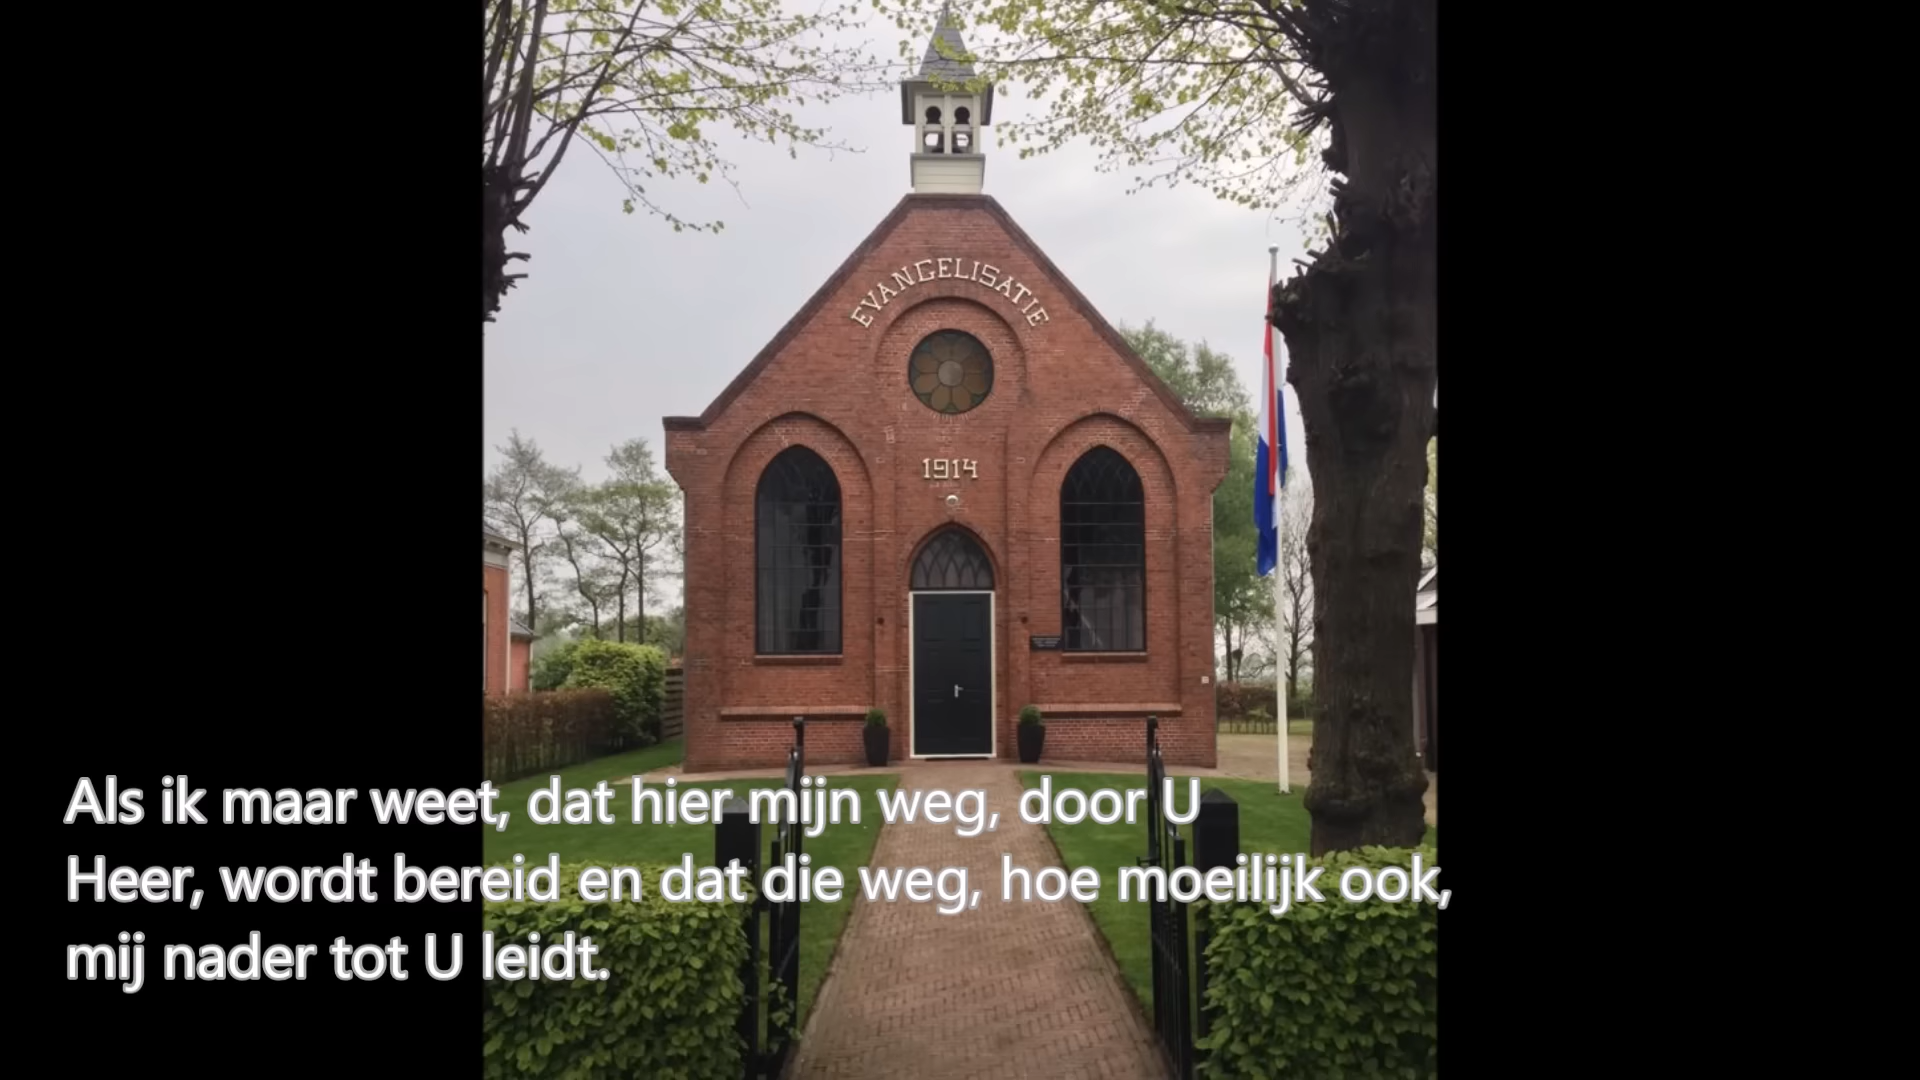 EVANGELISATIE
1914
Als ik maar weet, dat hier mijn weg, door U
Heer, wordt bereid en dat die weg, hoe moeilijk ook,
mij nader tot U leidt.